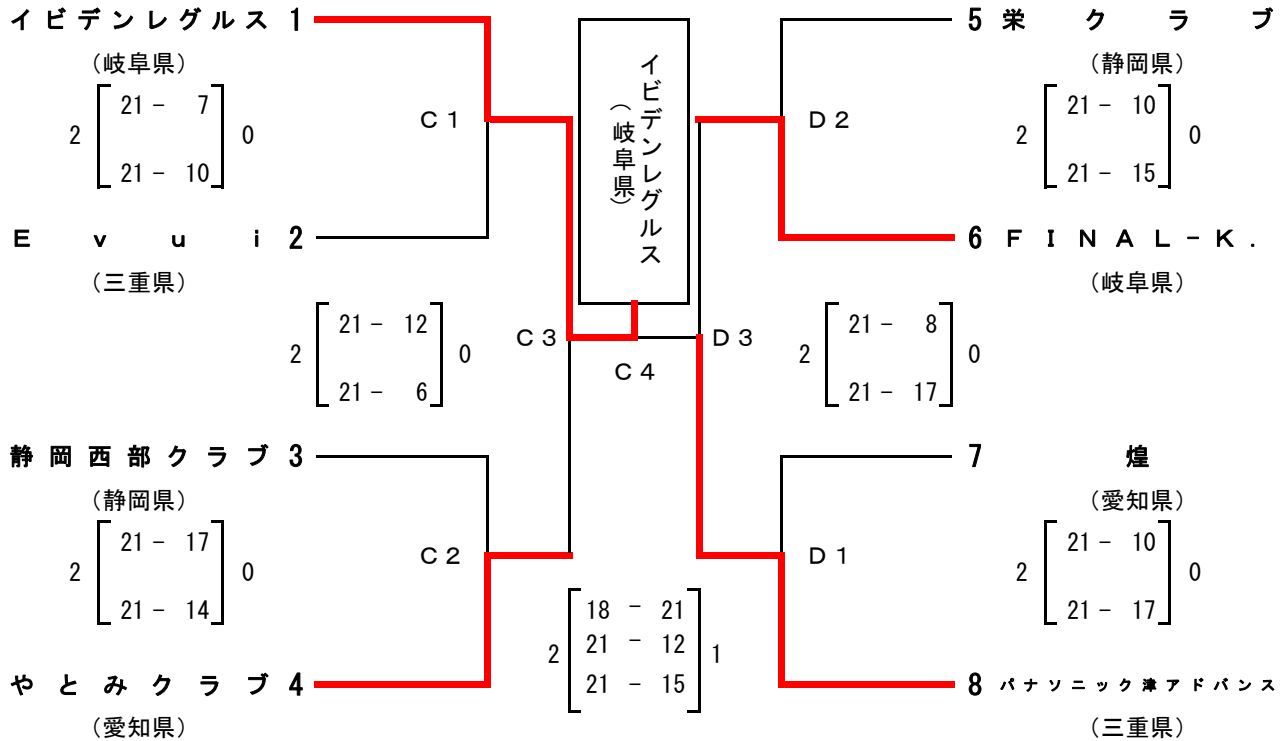 イビデンレグルス 1
(岐阜県)
2 21 - 7 0
21 - 10
C1
Evui 2
(三重県)
2 21 - 12 0
21 - 6
C3
静岡西部クラブ 3
(静岡県)
2 21 - 17 0
21 - 14
C2
やとみクラブ 4
(愛知県)
イビデンレグルス
(岐阜県)
C4
18 - 21
2 21 - 12 1
21 - 15
5 栄クラブ
(静岡県)
D2
2 21 - 10 0
21 - 15
6 FINAL-K.
(岐阜県)
D3
2 21 - 8 0
21 - 17
7 煌
(愛知県)
D1
2 21 - 10 0
21 - 17
8 パナソニック津アドバンス
(三重県)